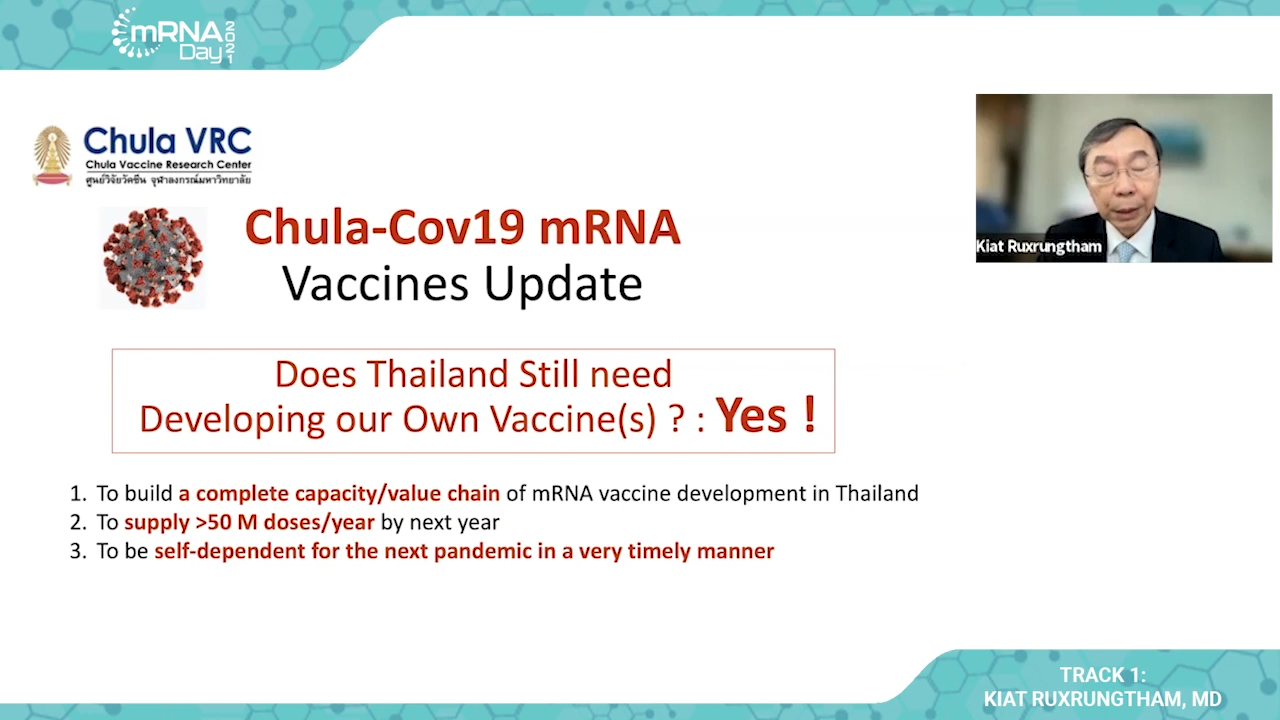 mRNA
Day
2021
Chula VRC
Chula Vaccine Research Center
ศูนย์วิจัยวัคซีน จุฬาลงกรณ์มหาวิทยาลัย
Chula-Cov19 mRNA
Vaccines Update
Kiat Ruxrungtham
Does Thailand Still need
Developing our Own Vaccine(s) ? : Yes !
1. To build a complete capacity/value chain of mRNA vaccine development in Thailand
2. To supply >50 M doses/year by next year
3. To be self-dependent for the next pandemic in a very timely manner
TRACK 1:
KIAT RUXRUNGTHAM, MD